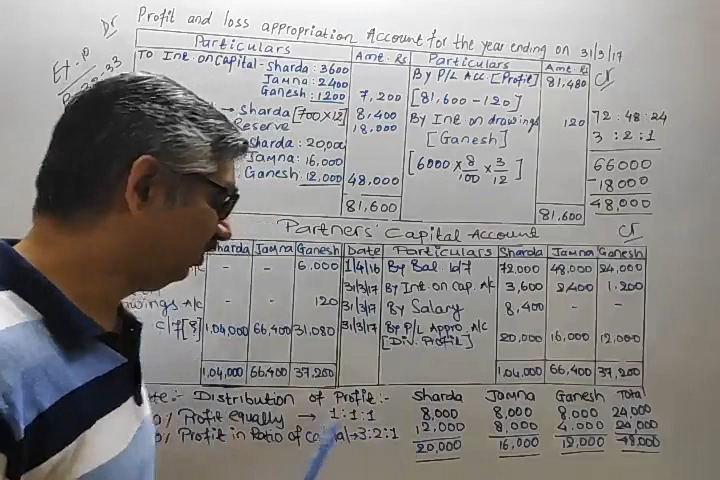 Profit and loss appropriation Account for the year ending on 31/3/17
Dr
Cr
Particulars Amt. Rs Particulars Amt. Rs
To Int. on Capital - Sharda: 3600
Jamna: 2400
Ganesh: 1200 7,200
→ Sharda [700×12] 8,400
Reserve 18,000
Sharda: 20,000
Jamna: 16,000
Ganesh: 12,000 48,000
81,600
By P/L Acc. [Profit] 81,480
[81,600 - 120]
By Int. on drawings 120
[Ganesh]
[6000 × 8/100 × 3/12]
81,600
72 : 48 : 24
3 : 2 : 1
66000
-18000
48,000
Partners' Capital Account
Cr
Sharda Jamna Ganesh Date Particulars Sharda Jamna Ganesh
- - 6,000 1/4/16 By Bal. b/f 72,000 48,000 24,000
31/3/17 By Int. on Cap. A/c 3,600 2400 1,200
A/c - - 120 31/3/17 By Salary 8,400 - -
c/f [?] 1,04,000 66,400 31,080 31/3/17 By P/L Appro. A/c 20,000 16,000 12,000
[Div. Profit]
1,04,000 66,400 37,200 1,04,000 66,400 37,200
Distribution of Profit :- Sharda Jamna Ganesh Total
Profit equally → 1:1:1 8,000 8,000 8,000 24,000
Profit in Ratio of 3:2:1 12,000 8,000 4,000 24,000
20,000 16,000 12,000 48,000